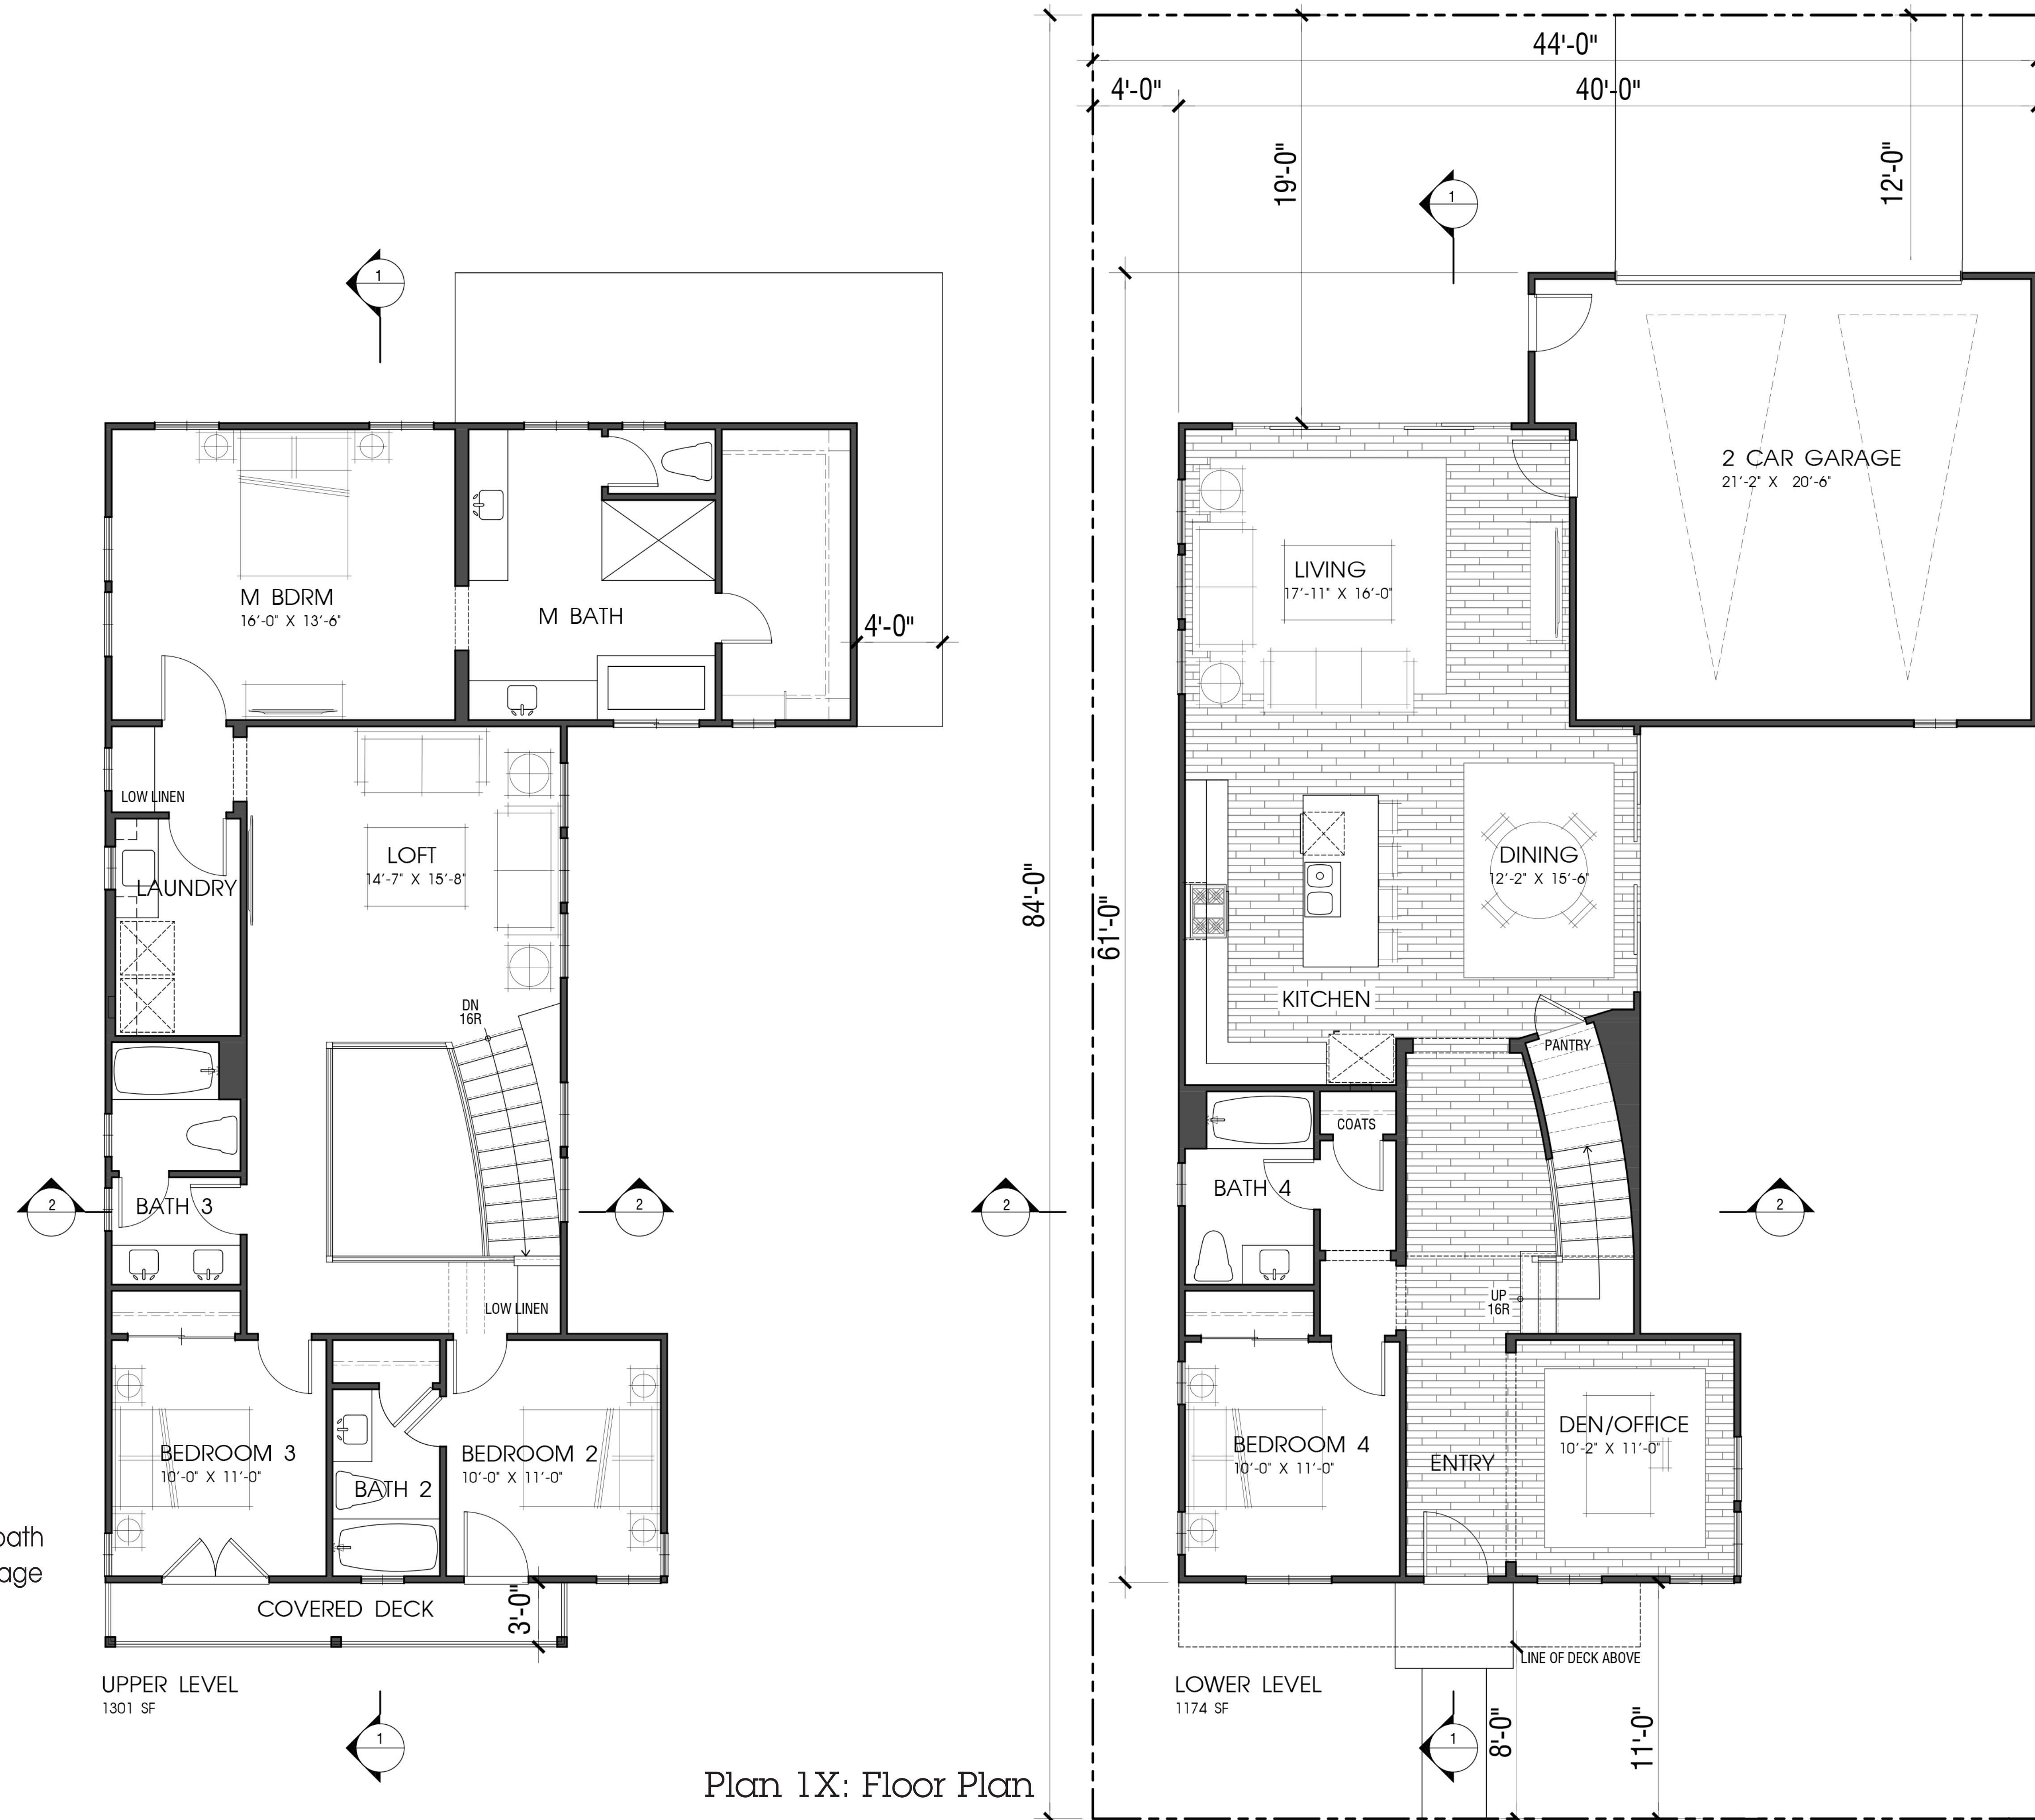 1
M BDRM
16'-0" X 13'-6"
M BATH
4'-0"
LOW LINEN
LOFT
14'-7" X 15'-8"
LAUNDRY
DN
16R
2
BATH 3
2
LOW LINEN
BEDROOM 3
10'-0" X 11'-0"
BATH 2
BEDROOM 2
10'-0" X 11'-0"
COVERED DECK
3'-0"
UPPER LEVEL
1301 SF
1
Plan 1X: Floor Plan
44'-0"
4'-0"
40'-0"
19'-0"
12'-0"
1
2 CAR GARAGE
21'-2" X 20'-6"
LIVING
17'-11" X 16'-0"
84'-0"
61'-0"
DINING
12'-2" X 15'-6"
KITCHEN
PANTRY
COATS
BATH 4
2
2
UP
16R
BEDROOM 4
10'-0" X 11'-0"
ENTRY
DEN/OFFICE
10'-2" X 11'-0"
LINE OF DECK ABOVE
LOWER LEVEL
1174 SF
1
8'-0"
11'-0"